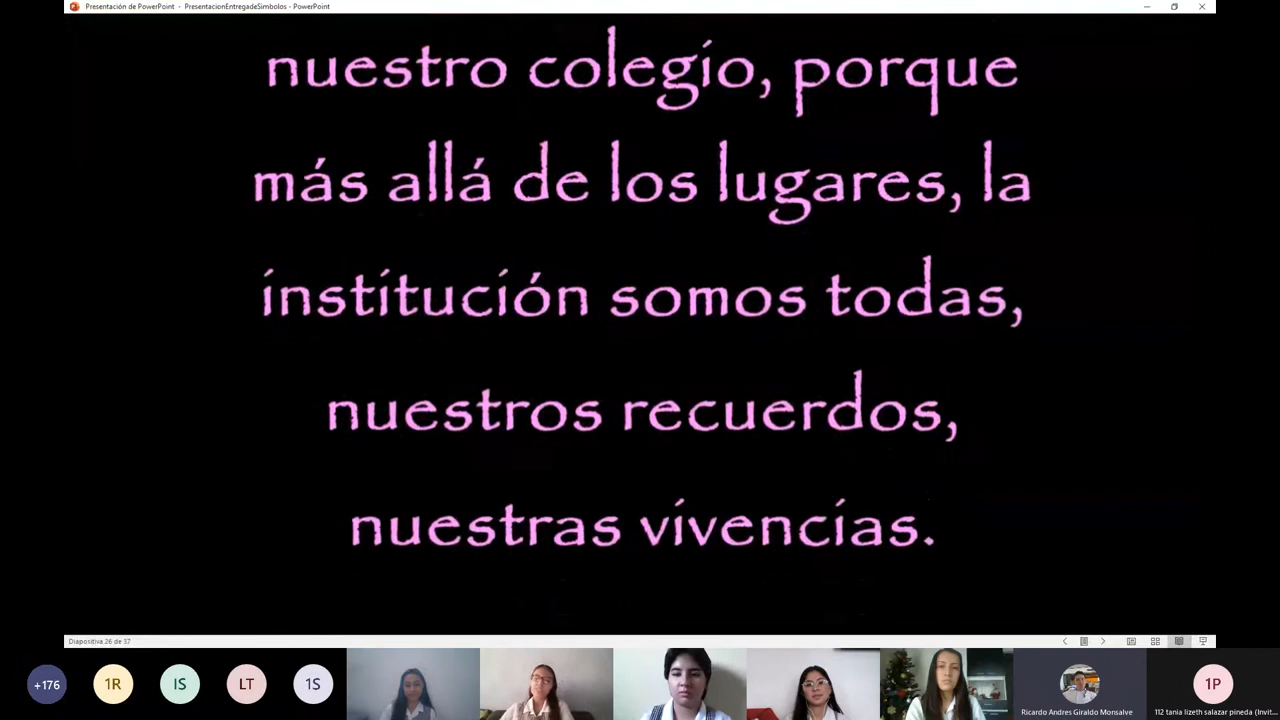 Presentación de PowerPoint - PresentacionEntregadeSimbolos - PowerPoint
nuestro colegio, porque
más allá de los lugares, la
institución somos todas,
nuestros recuerdos,
nuestras vivencias.
Diapositiva 26 de 37
+176
1R
IS
LT
1S
Ricardo Andres Giraldo Monsalve
1P
112 tania lizeth salazar pineda (Invit...